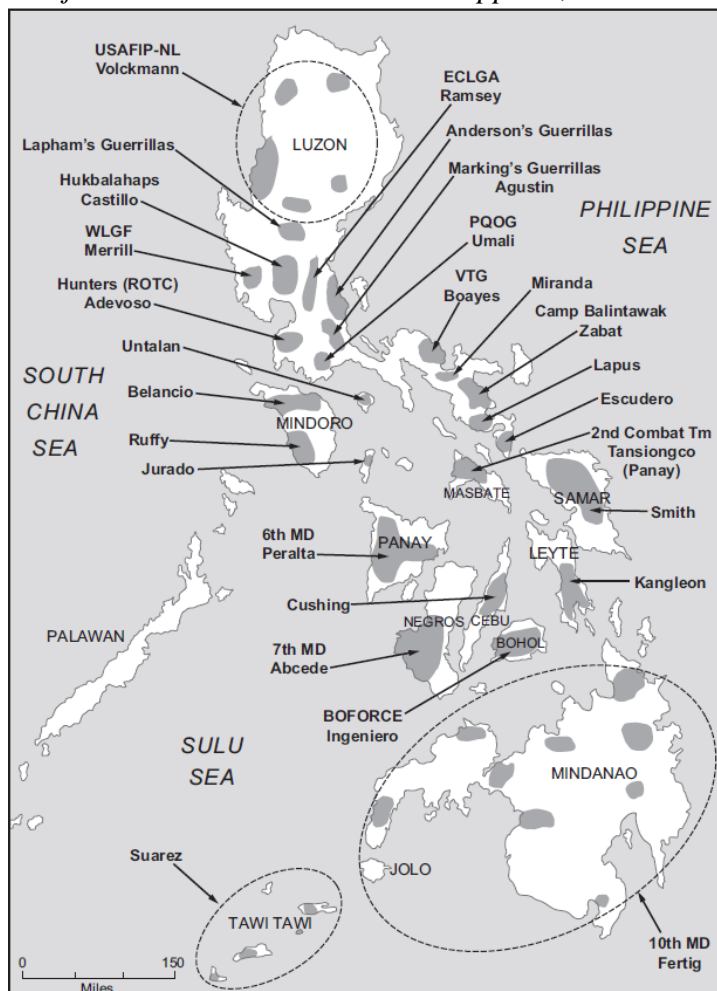 USAFIP-NL
Volckmann
ECLGA
Ramsey
Anderson's Guerrillas
Lapham's Guerrillas
LUZON
Marking's Guerrillas
Agustin
Hukbalahaps
Castillo
PQOG
Umali
PHILIPPINE
SEA
WLGF
Merrill
VTG
Boayes
Miranda
Hunters (ROTC)
Adevoso
Camp Balintawak
Zabat
Untalan
Lapus
SOUTH
CHINA
SEA
Belancio
MINDORO
Escudero
Ruffy
2nd Combat Tm
Tansiongco
(Panay)
Jurado
MASBATE
SAMAR
Smith
6th MD
Peralta
PANAY
LEYTE
Kangleon
Cushing
NEGROS
CEBU
PALAWAN
7th MD
Abcede
BOHOL
BOFORCE
Ingeniero
SULU
SEA
MINDANAO
Suarez
JOLO
TAWI TAWI
10th MD
Fertig
0
150
Miles